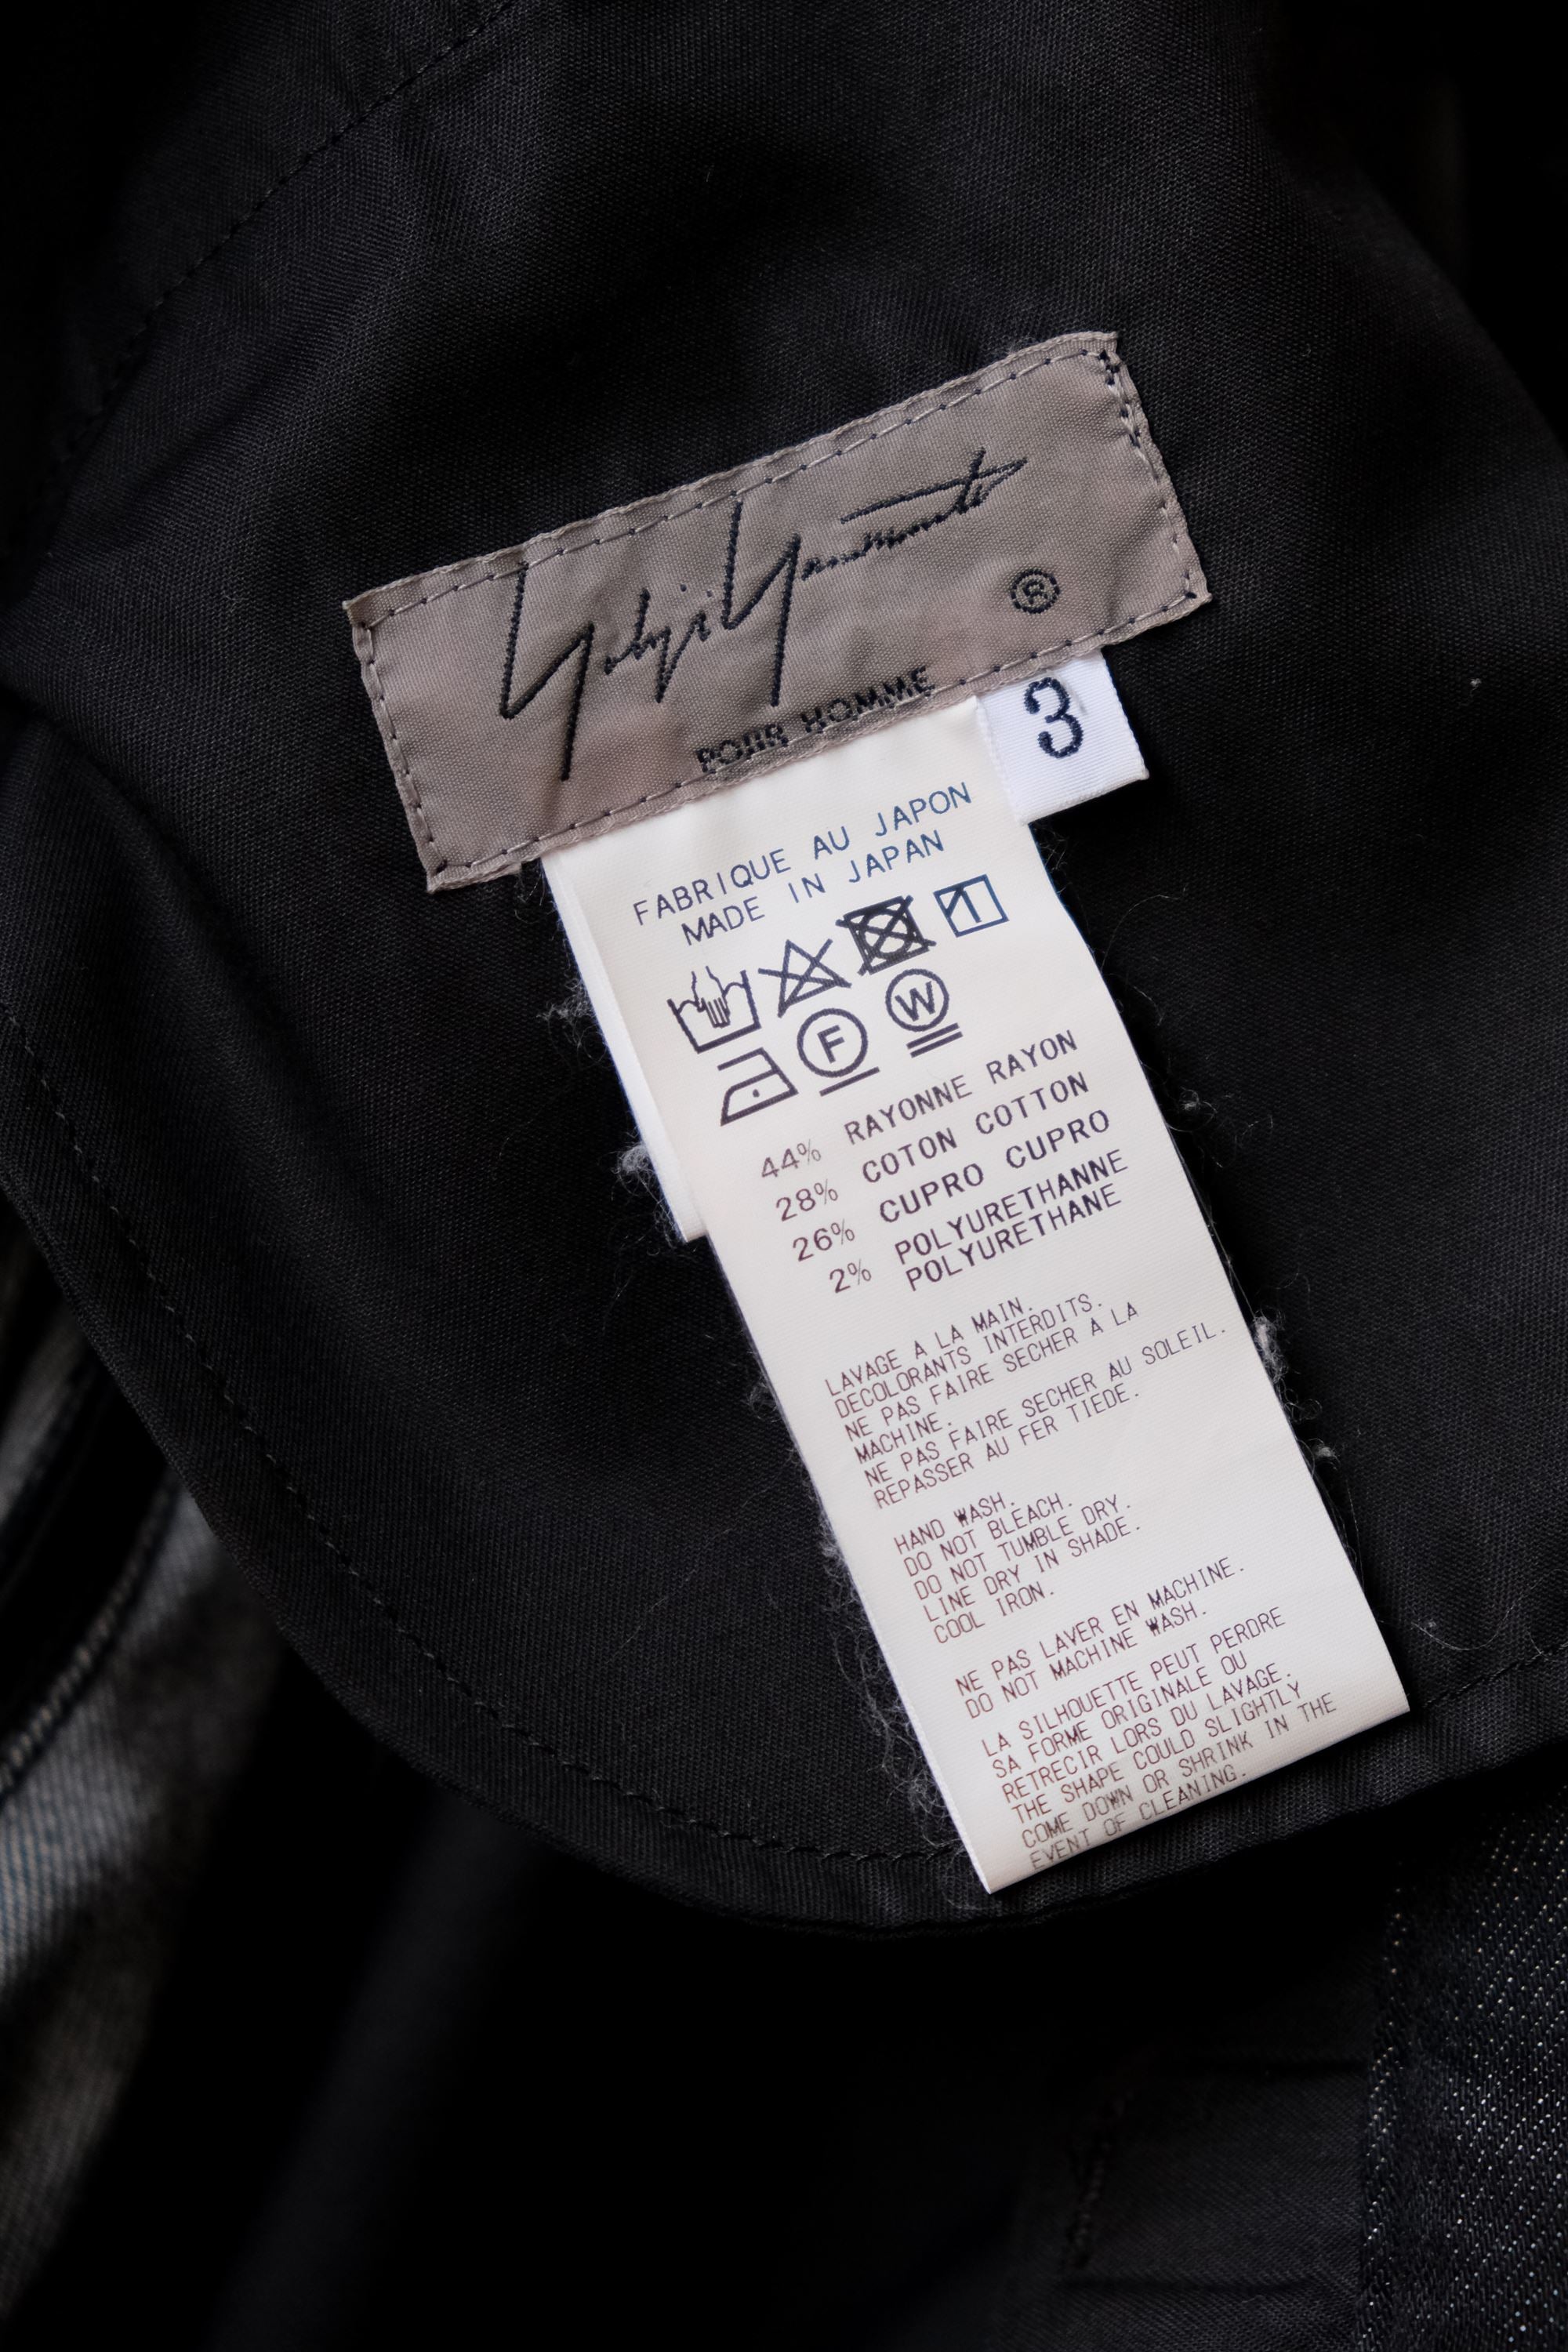 Yohji Yamamoto
®
POUR HOMME
3
FABRIQUE AU JAPON
MADE IN JAPAN
F
W
44% RAYONNE RAYON
28% COTON COTTON
26% CUPRO CUPRO
2% POLYURETHANNE
POLYURETHANE
LAVAGE A LA MAIN.
DECOLORANTS INTERDITS.
NE PAS FAIRE SECHER A LA
MACHINE.
NE PAS FAIRE SECHER AU SOLEIL.
REPASSER AU FER TIEDE.
HAND WASH.
DO NOT BLEACH.
DO NOT TUMBLE DRY.
LINE DRY IN SHADE.
COOL IRON.
NE PAS LAVER EN MACHINE.
DO NOT MACHINE WASH.
LA SILHOUETTE PEUT PERDRE
SA FORME ORIGINALE OU
RETRECIR LORS DU LAVAGE.
THE SHAPE COULD SLIGHTLY
COME DOWN OR SHRINK IN THE
EVENT OF CLEANING.